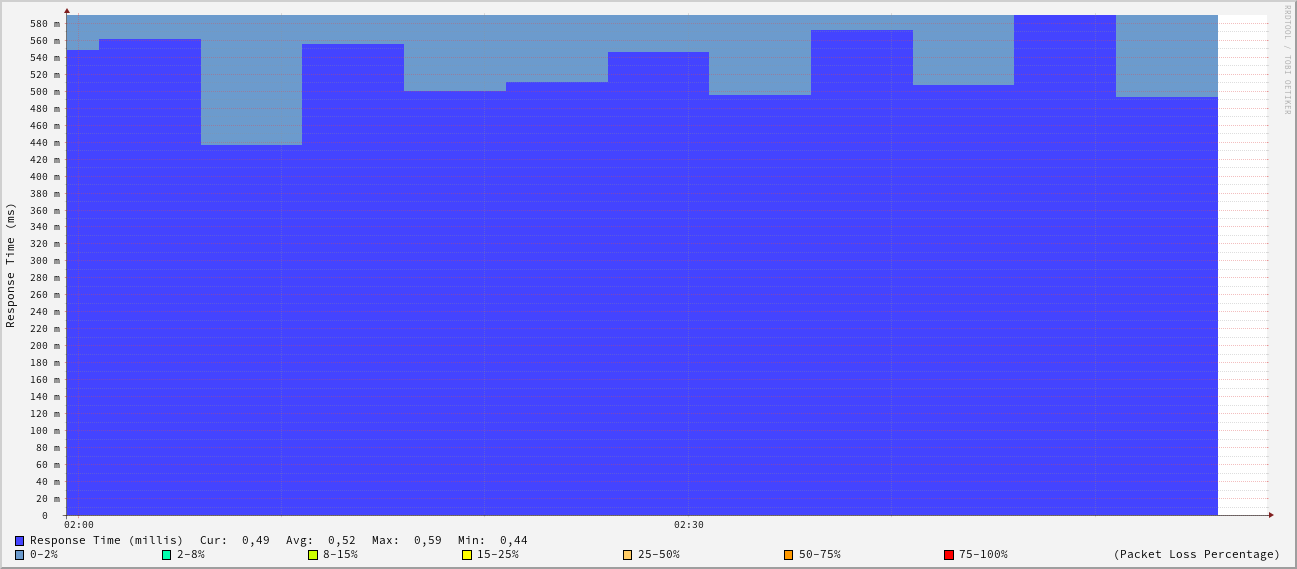 RRDTOOL / TOBI OETIKER
Response Time (ms)
580 m
560 m
540 m
520 m
500 m
480 m
460 m
440 m
420 m
400 m
380 m
360 m
340 m
320 m
300 m
280 m
260 m
240 m
220 m
200 m
180 m
160 m
140 m
120 m
100 m
80 m
60 m
40 m
20 m
0
02:00 02:30
Response Time (millis) Cur: 0,49 Avg: 0,52 Max: 0,59 Min: 0,44
0-2% 2-8% 8-15% 15-25% 25-50% 50-75% 75-100% (Packet Loss Percentage)